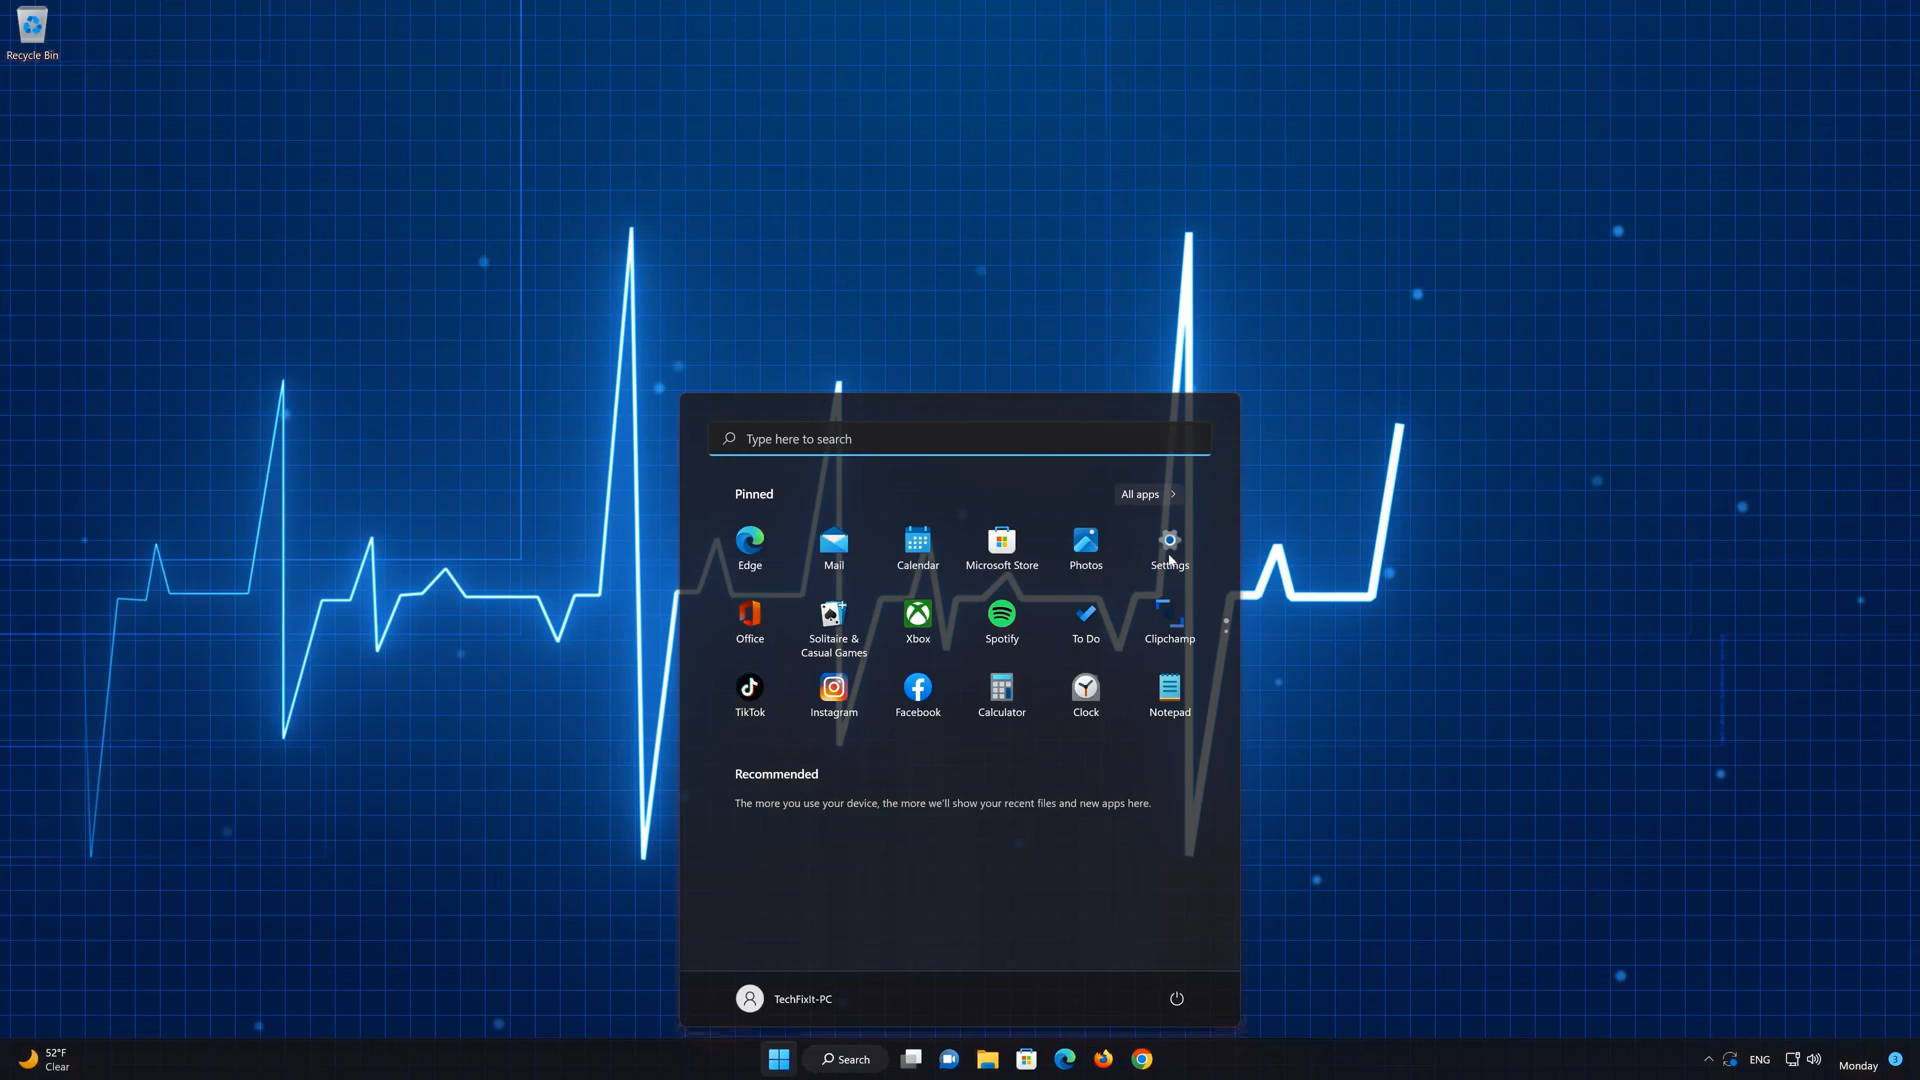 Recycle Bin
Type here to search
Pinned
All apps
Edge
Mail
Calendar
Microsoft Store
Photos
Settings
Office
Solitaire &
Casual Games
Xbox
Spotify
To Do
Clipchamp
TikTok
Instagram
Facebook
Calculator
Clock
Notepad
Recommended
The more you use your device, the more we'll show your recent files and new apps here.
TechFixIt-PC
52°F
Clear
Search
ENG
Monday
3